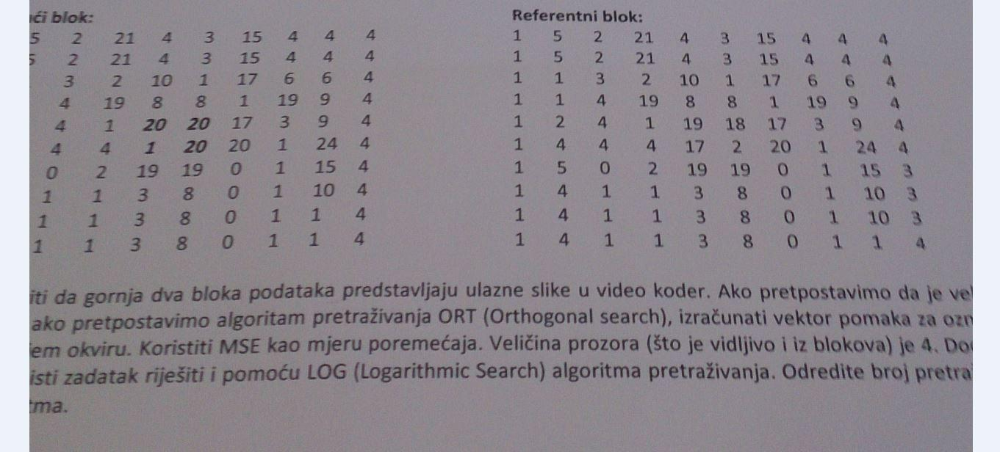 ći blok: Referentni blok:
5 2 21 4 3 15 4 4 4 1 5 2 21 4 3 15 4 4 4
5 2 21 4 3 15 4 4 4 1 5 2 21 4 3 15 4 4 4
3 2 10 1 17 6 6 4 1 1 3 2 10 1 17 6 6 4
4 19 8 8 1 19 9 4 1 1 4 19 8 8 1 19 9 4
4 1 20 20 17 3 9 4 1 2 4 1 19 18 17 3 9 4
4 4 1 20 20 1 24 4 1 4 4 4 17 2 20 1 24 4
0 2 19 19 0 1 15 4 1 5 0 2 19 19 0 1 15 3
1 1 3 8 0 1 10 4 1 4 1 1 3 8 0 1 10 3
1 1 3 8 0 1 1 4 1 4 1 1 3 8 0 1 10 3
1 1 3 8 0 1 1 4 1 4 1 1 3 8 0 1 1 4
iti da gornja dva bloka podataka predstavljaju ulazne slike u video koder. Ako pretpostavimo da je vel
ako pretpostavimo algoritam pretraživanja ORT (Orthogonal search), izračunati vektor pomaka za ozn
em okviru. Koristiti MSE kao mjeru poremećaja. Veličina prozora (što je vidljivo i iz blokova) je 4. Do
isti zadatak riješiti i pomoću LOG (Logarithmic Search) algoritma pretraživanja. Odredite broj pretra
tma.